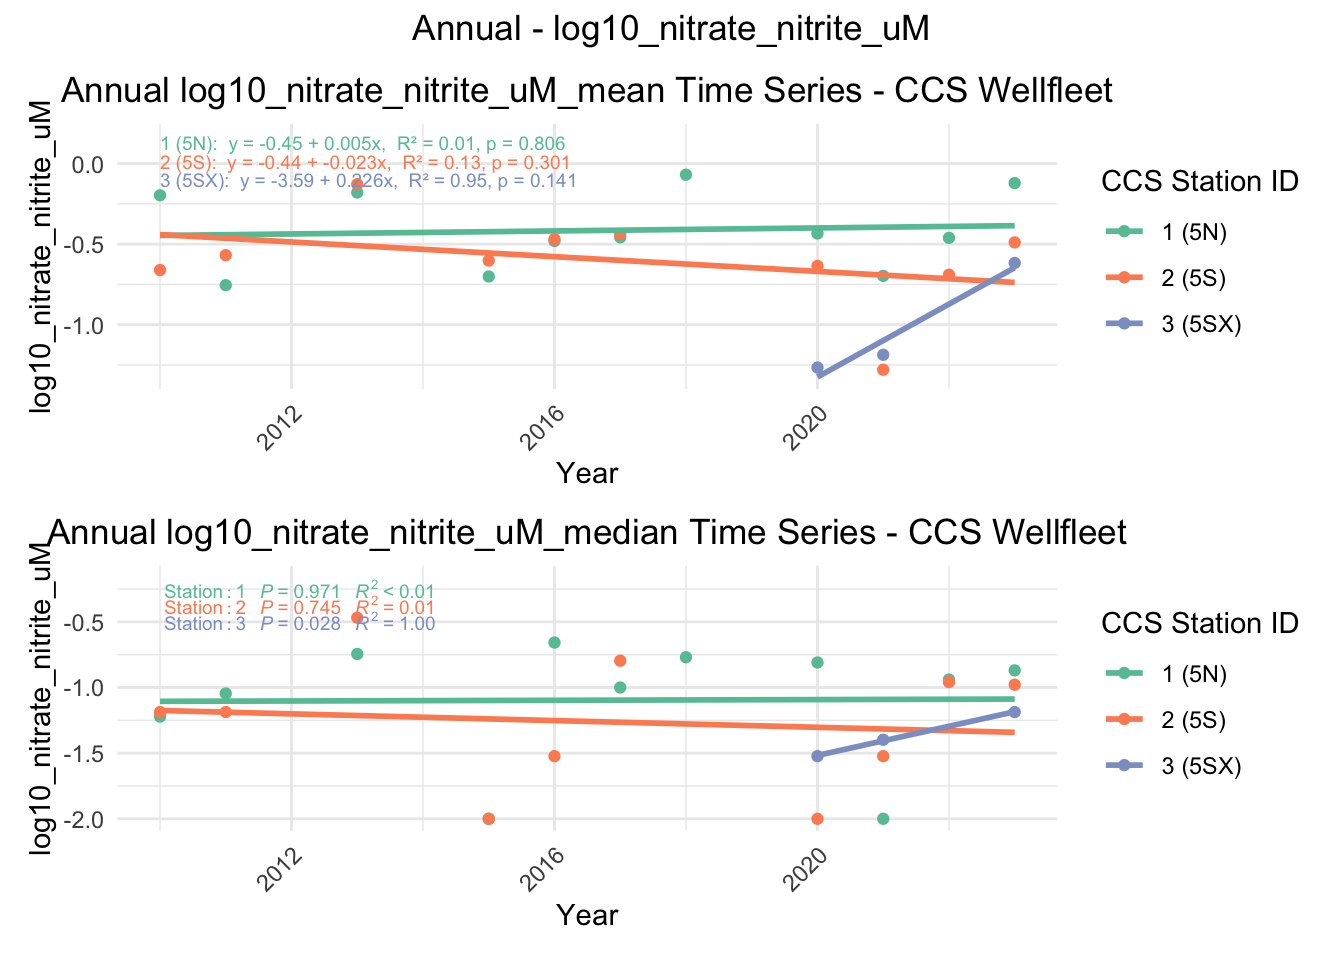 Annual - log10_nitrate_nitrite_uM
Annual log10_nitrate_nitrite_uM_mean Time Series - CCS Wellfleet
log10_nitrate_nitrite_uM
0.0
-0.5
-1.0
1 (5N):  y = -0.45 + 0.005x,  R² = 0.01, p = 0.806
2 (5S):  y = -0.44 + -0.023x,  R² = 0.13, p = 0.301
3 (5SX):  y = -3.59 + 0.226x,  R² = 0.95, p = 0.141
2012
2016
2020
Year
CCS Station ID
1 (5N)
2 (5S)
3 (5SX)
Annual log10_nitrate_nitrite_uM_median Time Series - CCS Wellfleet
log10_nitrate_nitrite_uM
-0.5
-1.0
-1.5
-2.0
Station : 1  P = 0.971  R² < 0.01
Station : 2  P = 0.745  R² = 0.01
Station : 3  P = 0.028  R² = 1.00
2012
2016
2020
Year
CCS Station ID
1 (5N)
2 (5S)
3 (5SX)